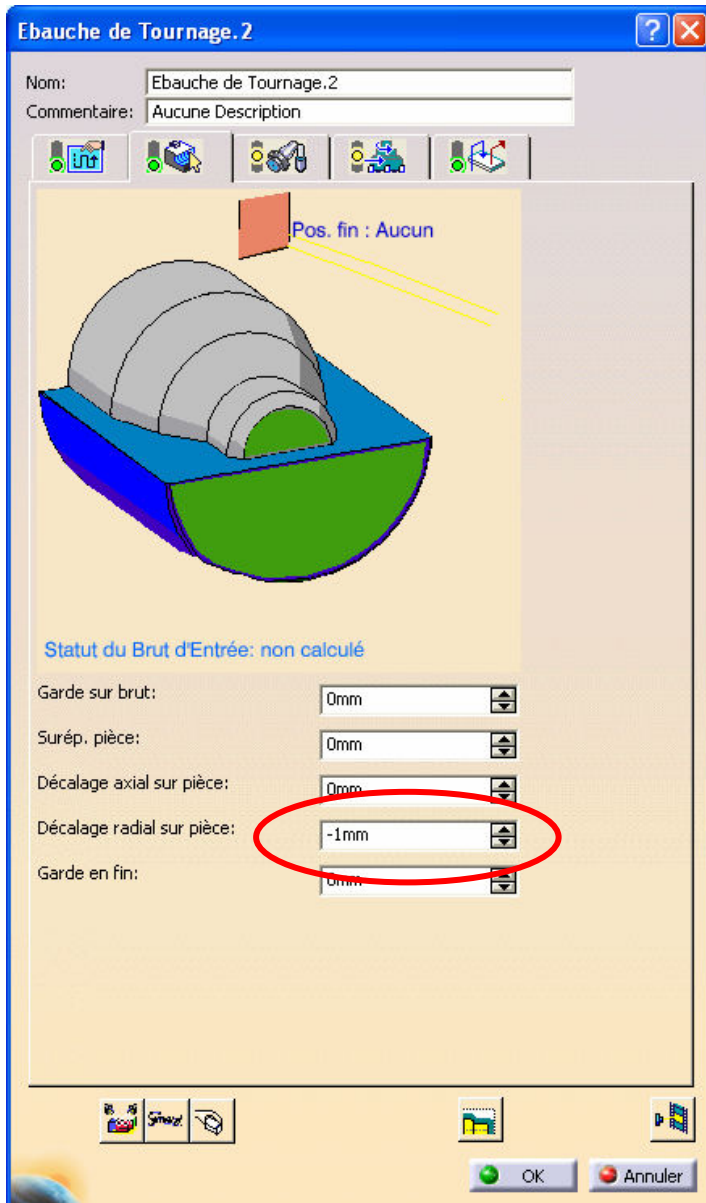 Ebauche de Tournage.2
Nom: Ebauche de Tournage.2
Commentaire: Aucune Description
Pos. fin : Aucun
Statut du Brut d'Entrée: non calculé
Garde sur brut: 0mm
Surép. pièce: 0mm
Décalage axial sur pièce: 0mm
Décalage radial sur pièce: -1mm
Garde en fin: 0mm
OK Annuler